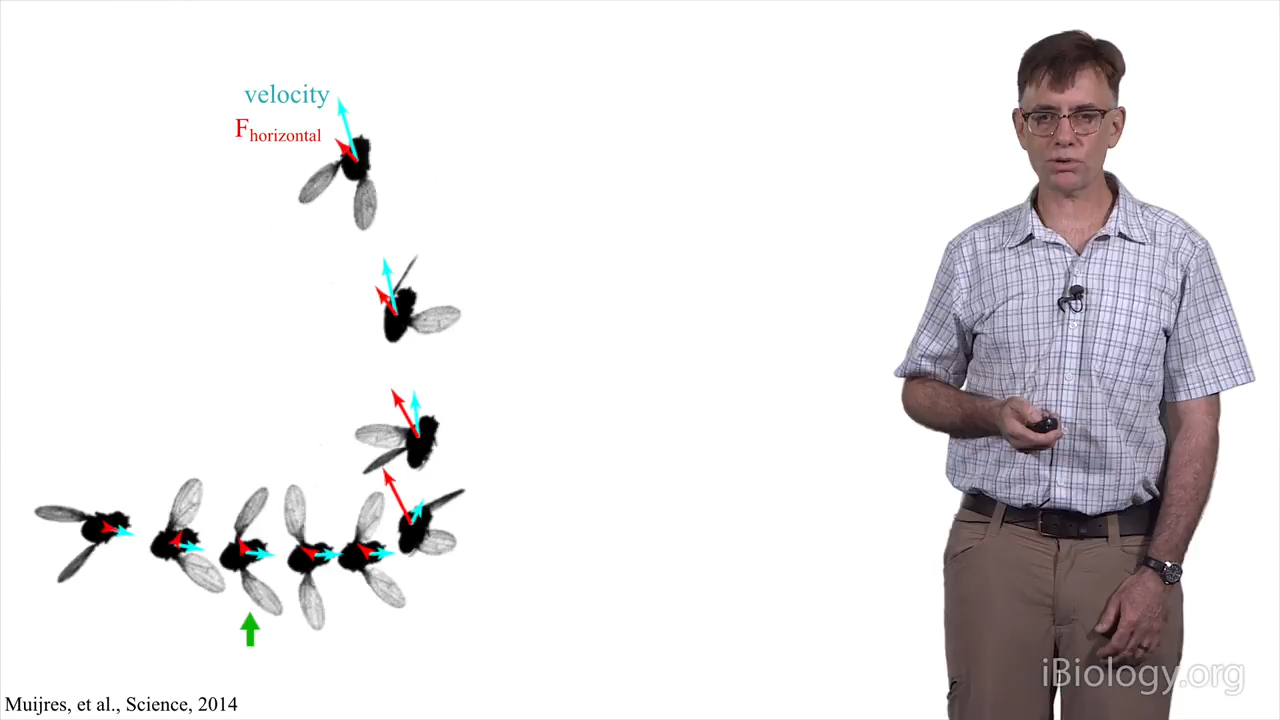 velocity
Fhorizontal
Muijres, et al., Science, 2014
iBiology.org